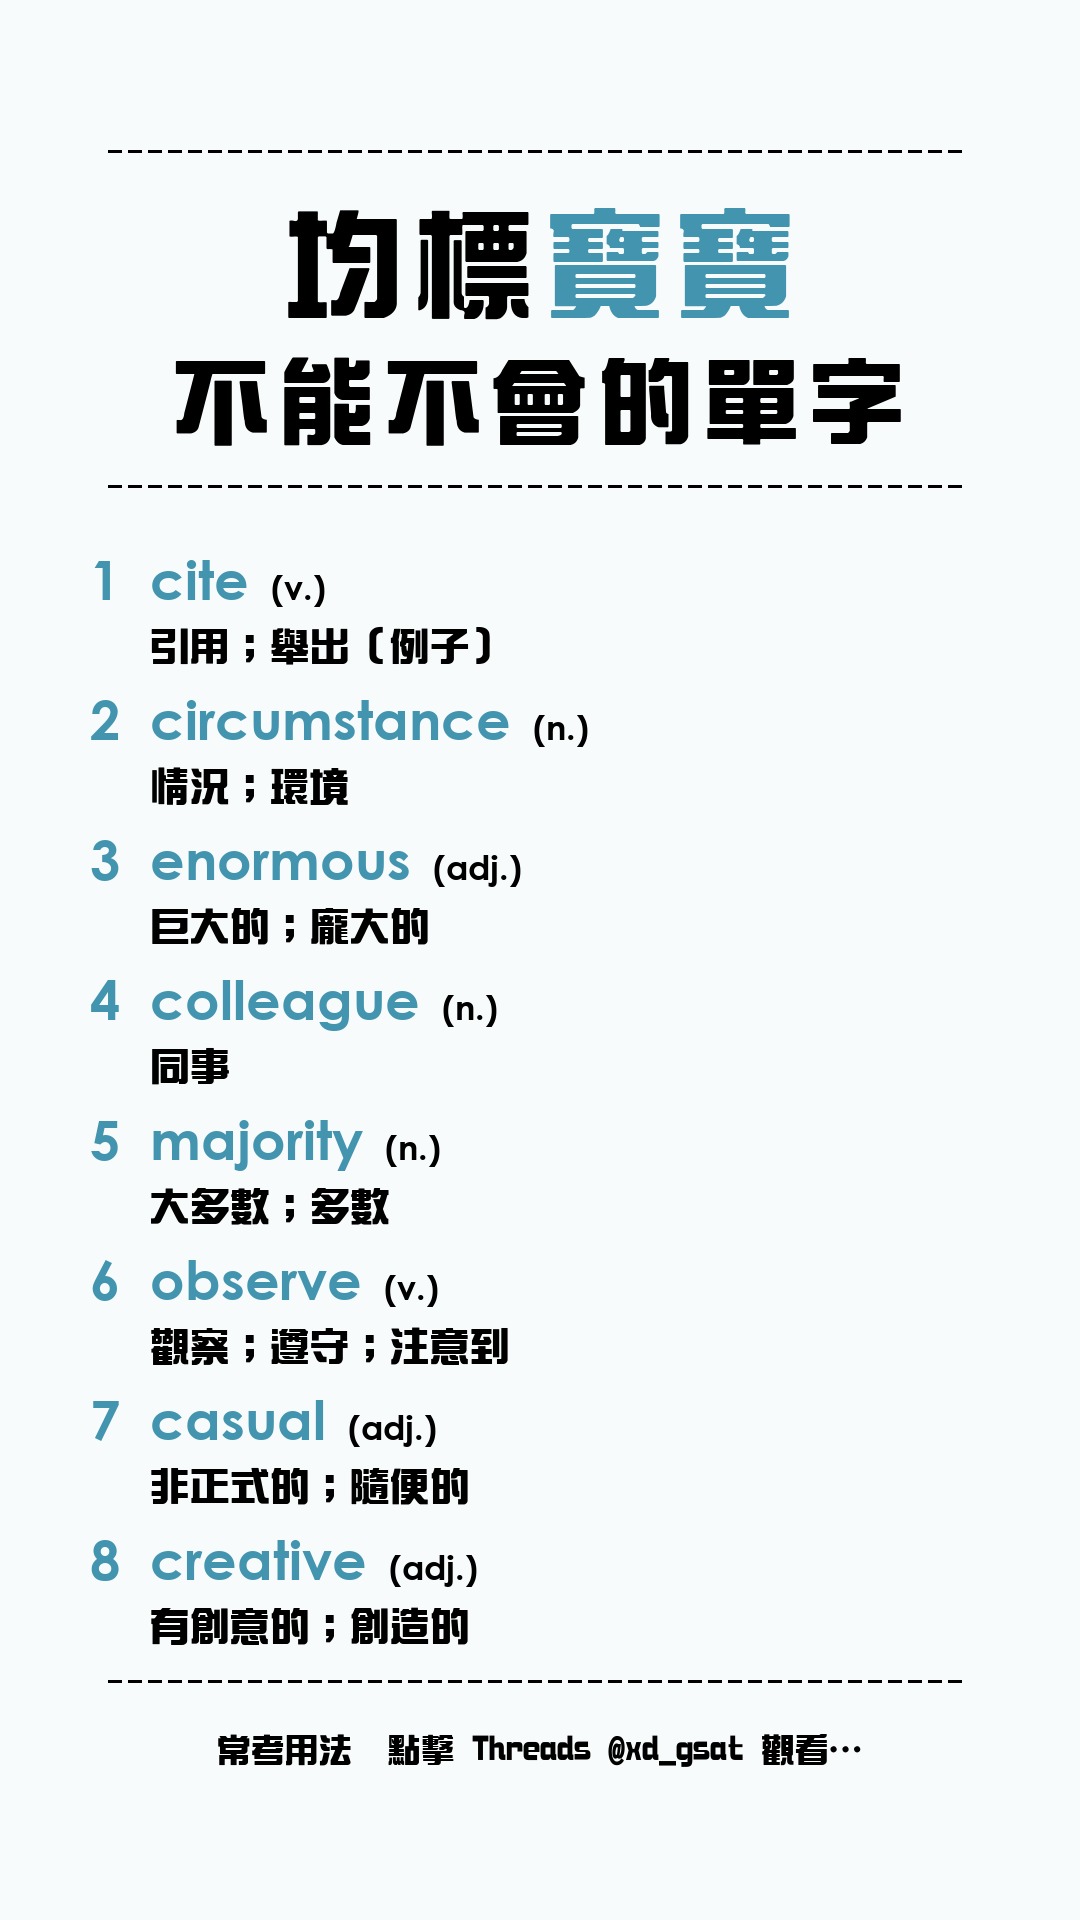 均標寶寶
不能不會的單字
1 cite (v.)
引用；舉出（例子）
2 circumstance (n.)
情況；環境
3 enormous (adj.)
巨大的；龐大的
4 colleague (n.)
同事
5 majority (n.)
大多數；多數
6 observe (v.)
觀察；遵守；注意到
7 casual (adj.)
非正式的；隨便的
8 creative (adj.)
有創意的；創造的
常考用法 點擊 Threads @xd_gsat 觀看…